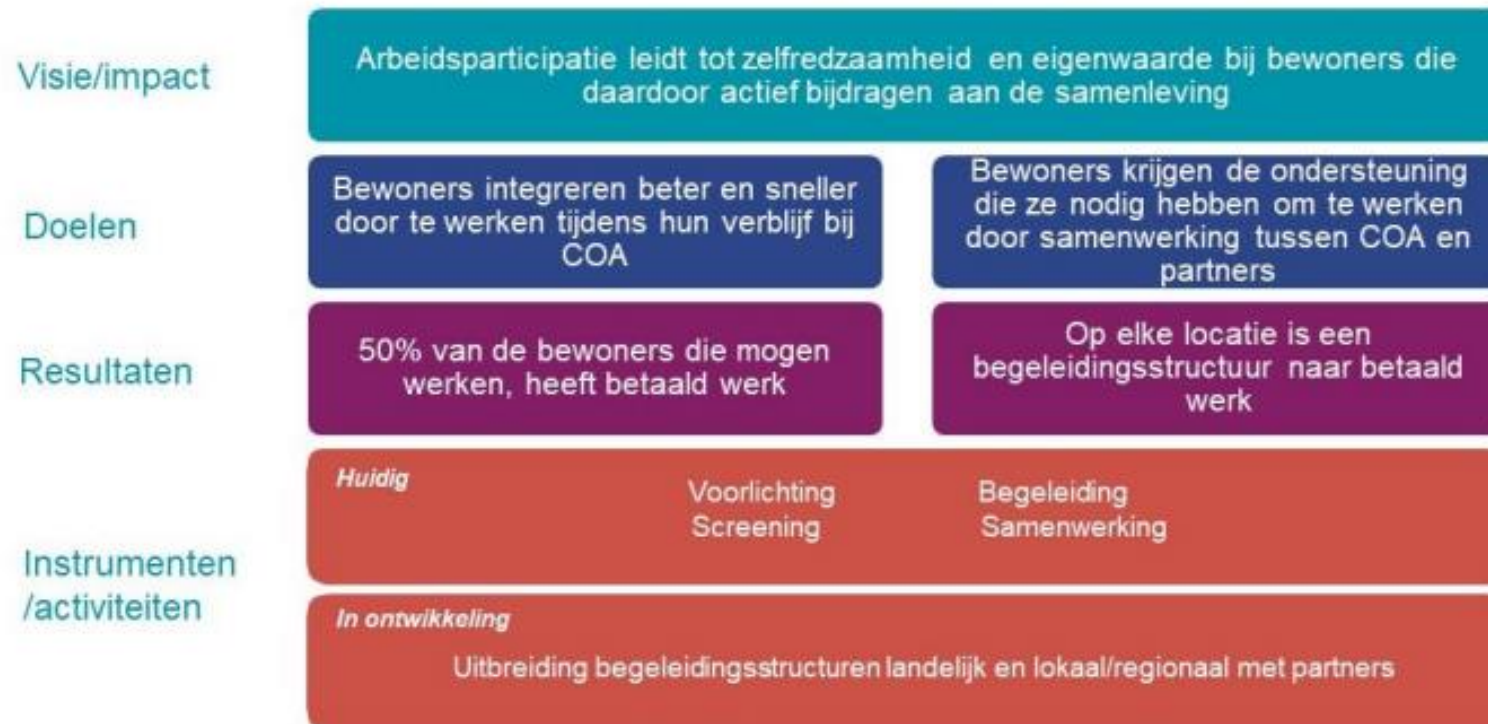 Visie/impact
Arbeidsparticipatie leidt tot zelfredzaamheid en eigenwaarde bij bewoners die
daardoor actief bijdragen aan de samenleving
Doelen
Bewoners integreren beter en sneller
door te werken tijdens hun verblijf bij
COA
Bewoners krijgen de ondersteuning
die ze nodig hebben om te werken
door samenwerking tussen COA en
partners
Resultaten
50% van de bewoners die mogen
werken, heeft betaald werk
Op elke locatie is een
begeleidingsstructuur naar betaald
werk
Instrumenten
/activiteiten
Huidig
Voorlichting
Screening
Begeleiding
Samenwerking
In ontwikkeling
Uitbreiding begeleidingsstructuren landelijk en lokaal/regionaal met partners